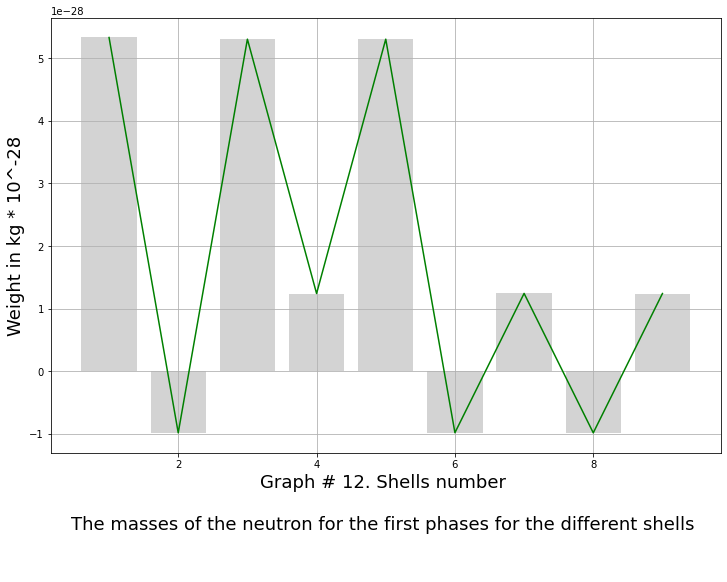 1e−28
5
4
3
2
1
0
−1
Weight in kg * 10^-28
2 4 6 8
Graph # 12. Shells number
The masses of the neutron for the first phases for the different shells